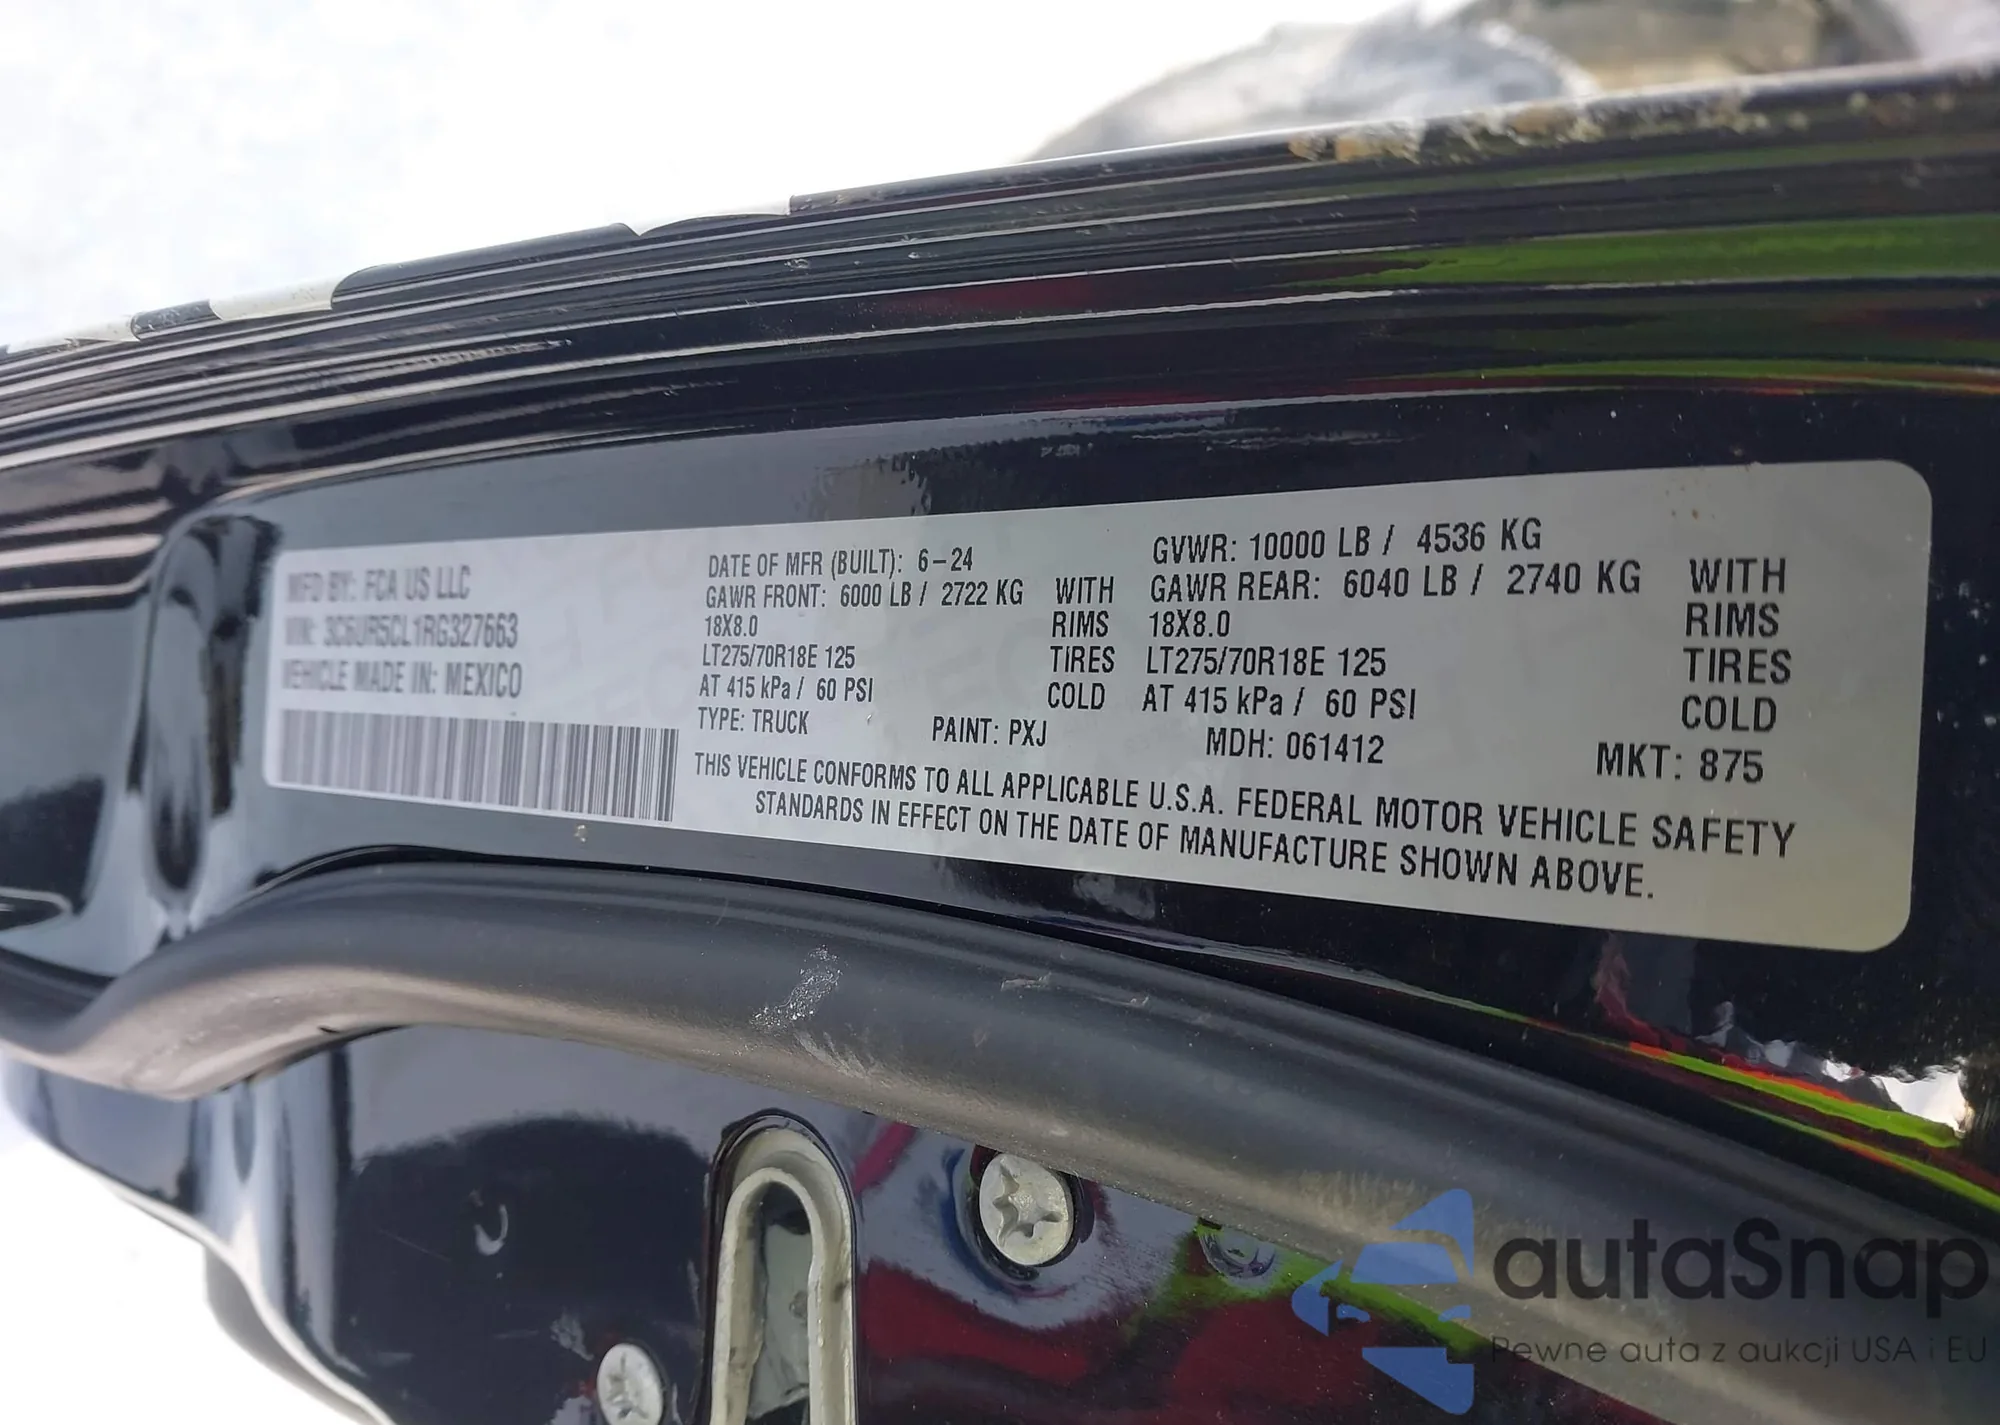 MFD BY: FCA US LLC
VIN: 3C6UR5CL1RG327663
VEHICLE MADE IN: MEXICO
DATE OF MFR (BUILT): 6-24
GVWR: 10000 LB / 4536 KG
GAWR FRONT: 6000 LB / 2722 KG WITH
GAWR REAR: 6040 LB / 2740 KG WITH
18X8.0 RIMS
18X8.0 RIMS
LT275/70R18E 125 TIRES
LT275/70R18E 125 TIRES
AT 415 kPa / 60 PSI COLD
AT 415 kPa / 60 PSI COLD
TYPE: TRUCK PAINT: PXJ MDH: 061412 MKT: 875
THIS VEHICLE CONFORMS TO ALL APPLICABLE U.S.A. FEDERAL MOTOR VEHICLE SAFETY
STANDARDS IN EFFECT ON THE DATE OF MANUFACTURE SHOWN ABOVE.
autaSnap
Pewne auta z aukcji USA i EU